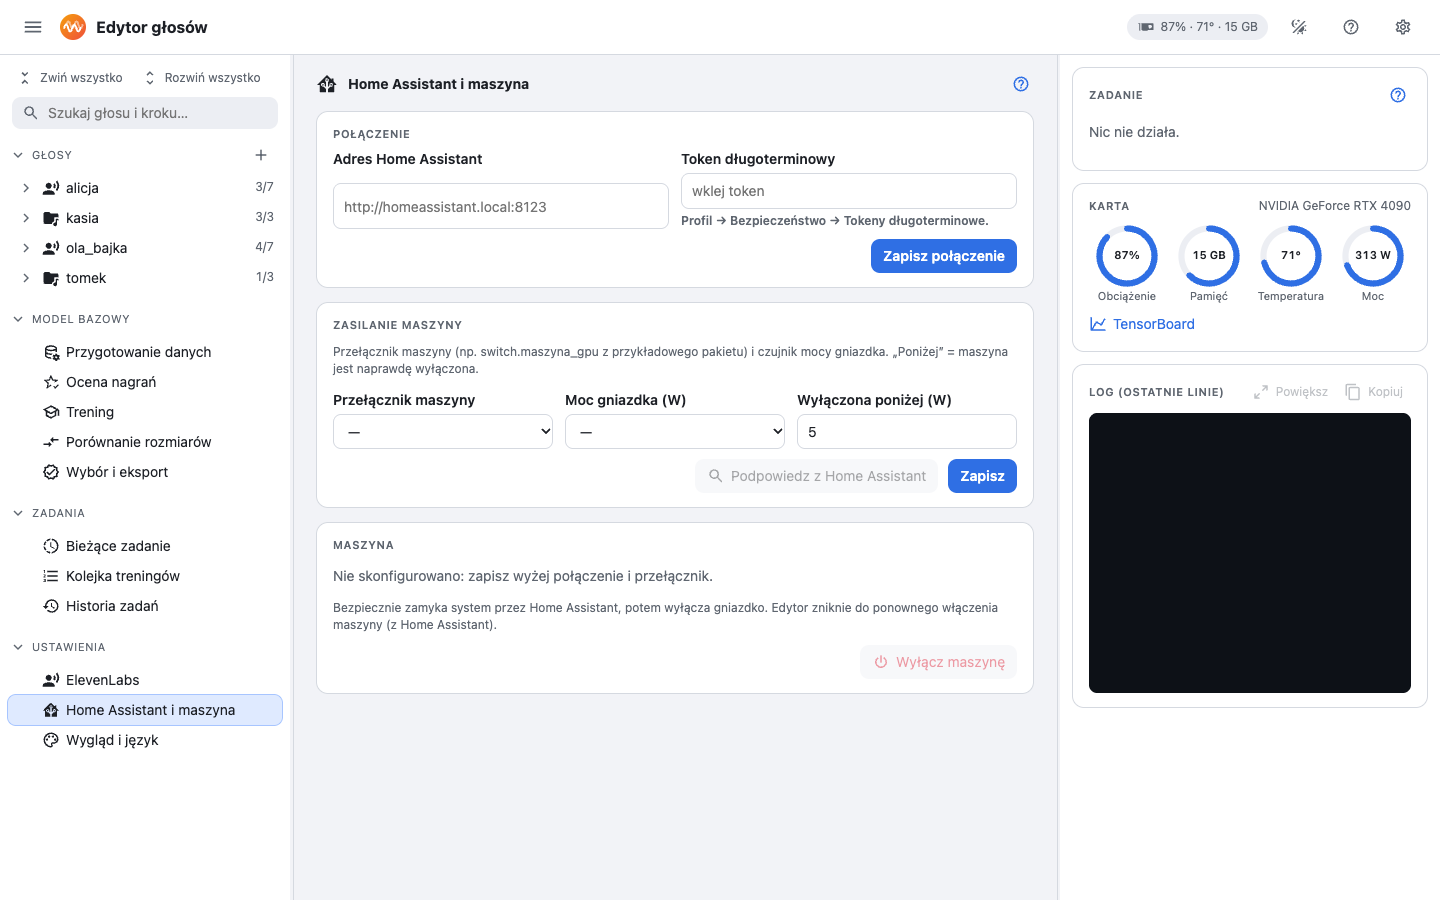 Edytor głosów
87% · 71° · 15 GB
Zwiń wszystko
Rozwiń wszystko
Szukaj głosu i kroku...
GŁOSY
alicja 3/7
kasia 3/3
ola_bajka 4/7
tomek 1/3
MODEL BAZOWY
Przygotowanie danych
Ocena nagrań
Trening
Porównanie rozmiarów
Wybór i eksport
ZADANIA
Bieżące zadanie
Kolejka treningów
Historia zadań
USTAWIENIA
ElevenLabs
Home Assistant i maszyna
Wygląd i język
Home Assistant i maszyna
POŁĄCZENIE
Adres Home Assistant
http://homeassistant.local:8123
Token długoterminowy
wklej token
Profil → Bezpieczeństwo → Tokeny długoterminowe.
Zapisz połączenie
ZASILANIE MASZYNY
Przełącznik maszyny (np. switch.maszyna_gpu z przykładowego pakietu) i czujnik mocy gniazdka. „Poniżej” = maszyna
jest naprawdę wyłączona.
Przełącznik maszyny
—
Moc gniazdka (W)
—
Wyłączona poniżej (W)
5
Podpowiedz z Home Assistant
Zapisz
MASZYNA
Nie skonfigurowano: zapisz wyżej połączenie i przełącznik.
Bezpiecznie zamyka system przez Home Assistant, potem wyłącza gniazdko. Edytor zniknie do ponownego włączenia
maszyny (z Home Assistant).
Wyłącz maszynę
ZADANIE
Nic nie działa.
KARTA
NVIDIA GeForce RTX 4090
87% 15 GB 71° 313 W
Obciążenie Pamięć Temperatura Moc
TensorBoard
LOG (OSTATNIE LINIE)
Powiększ
Kopiuj